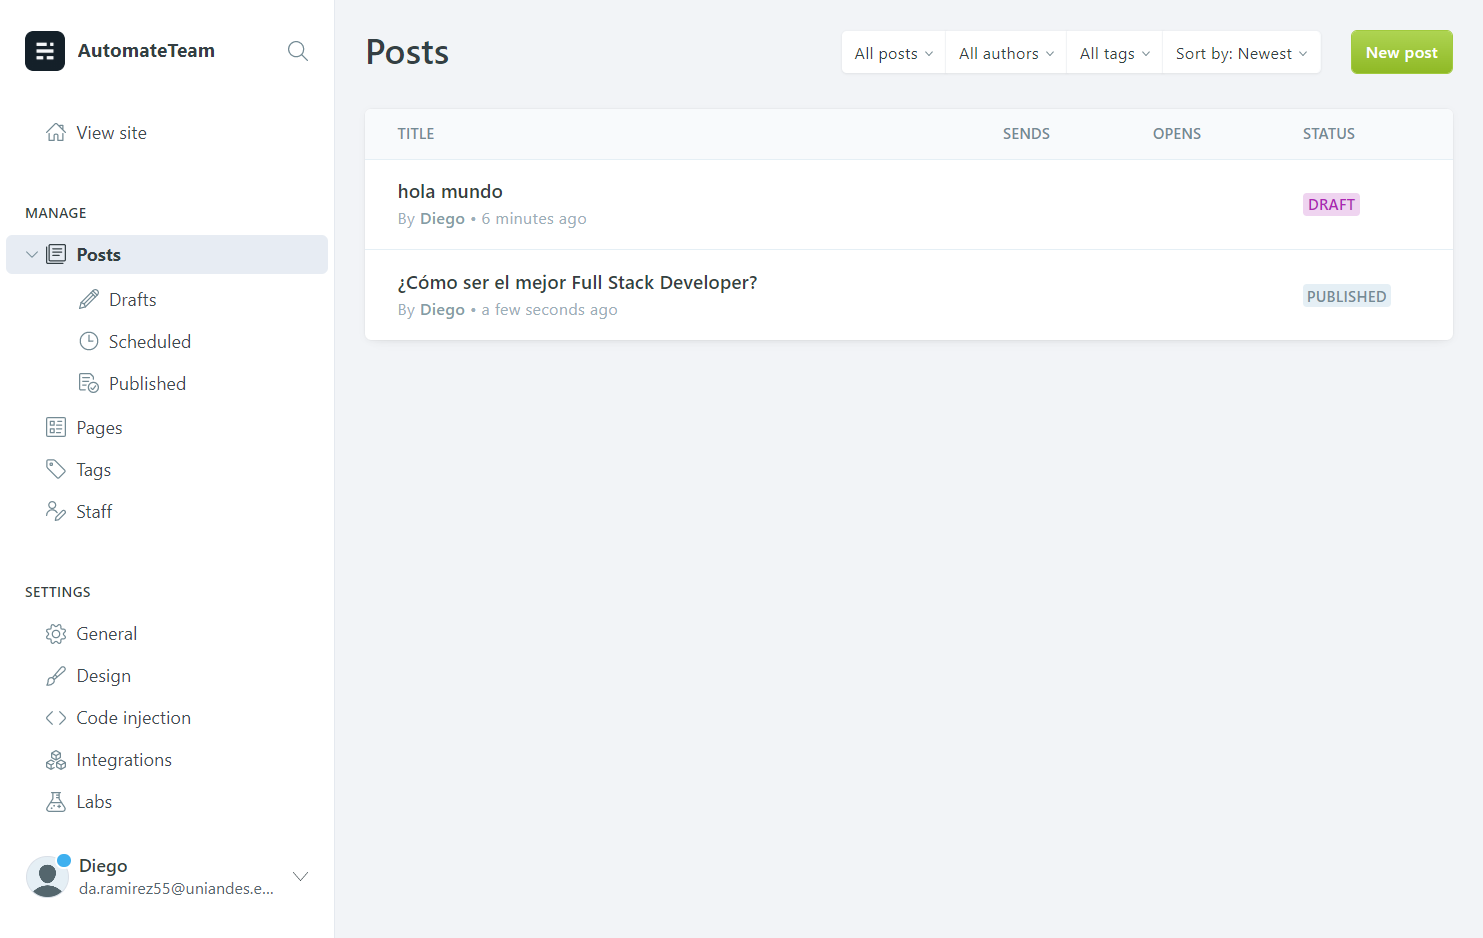 AutomateTeam
View site
MANAGE
Posts
Drafts
Scheduled
Published
Pages
Tags
Staff
SETTINGS
General
Design
Code injection
Integrations
Labs
Diego
da.ramirez55@uniandes.e...
Posts
All posts
All authors
All tags
Sort by: Newest
New post
TITLE SENDS OPENS STATUS
hola mundo
By Diego • 6 minutes ago
DRAFT
¿Cómo ser el mejor Full Stack Developer?
By Diego • a few seconds ago
PUBLISHED